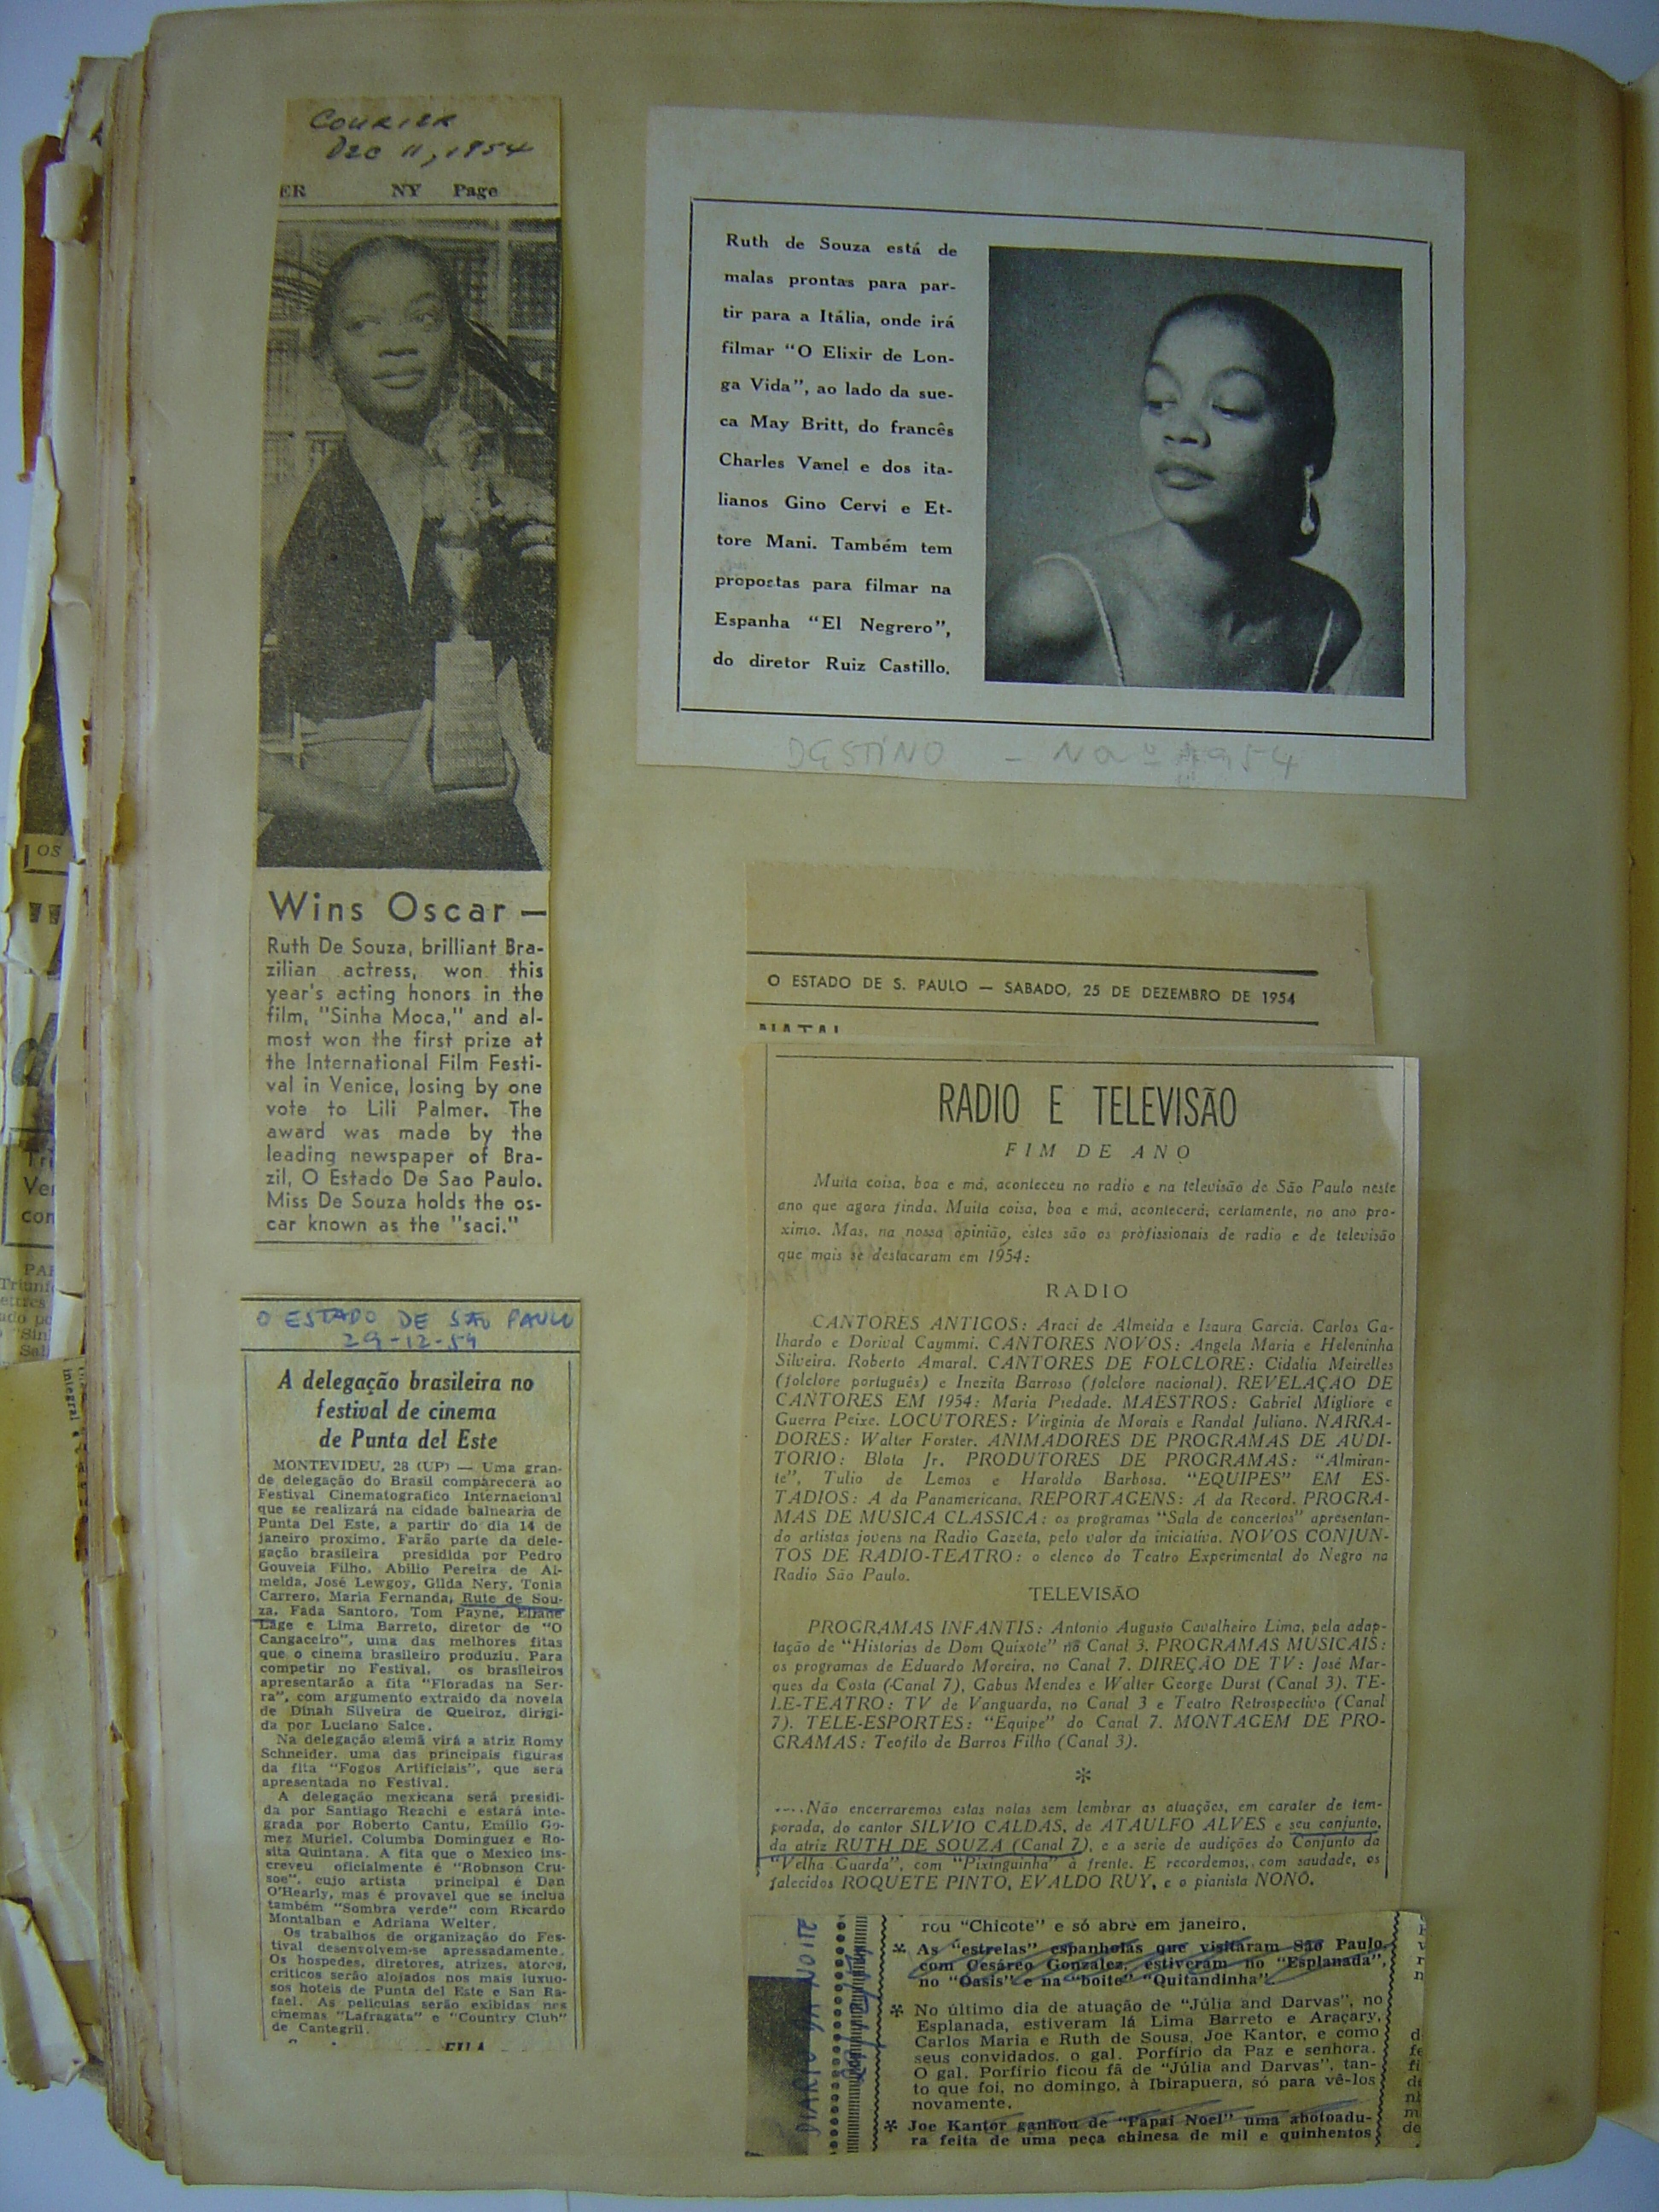 COURIER
DEC 11, 1954
ER NY Page
Wins Oscar —
Ruth De Souza, brilliant Bra-
zilian actress, won this
year's acting honors in the
film, "Sinha Moca," and al-
most won the first prize at
the International Film Festi-
val in Venice, losing by one
vote to Lili Palmer. The
award was made by the
leading newspaper of Bra-
zil, O Estado De Sao Paulo.
Miss De Souza holds the os-
car known as the "saci."
O ESTADO DE SÃO PAULO
29-12-54
A delegação brasileira no
festival de cinema
de Punta del Este
MONTEVIDEU, 28 (UP) — Uma gran-
de delegação do Brasil comparecerá ao
Festival Cinematografico Internacional
que se realizará na cidade balnearia de
Punta Del Este, a partir do dia 14 de
janeiro proximo. Farão parte da dele-
gação brasileira presidida por Pedro
Gouveia Filho, Abilio Pereira de Al-
meida, José Lewgoy, Gilda Nery, Tonia
Carrero, Maria Fernanda, Rute de Sou-
za, Fada Santoro, Tom Payne, Eliane
Lage e Lima Barreto, diretor de "O
Cangaceiro", uma das melhores fitas
que o cinema brasileiro produziu. Para
competir no Festival, os brasileiros
apresentarão a fita "Floradas na Ser-
ra", com argumento extraido da novela
de Dinah Silveira de Queiroz, dirigi-
da por Luciano Salce.
Na delegação alemã virá a atriz Romy
Schneider, uma das principais figuras
da fita "Fogos Artificiais", que será
apresentada no Festival.
A delegação mexicana será presidi-
da por Santiago Reachi e estará inte-
grada por Roberto Cantu, Emilio Go-
mez Muriel, Columba Dominguez e Ro-
sita Quintana. A fita que o Mexico ins-
creveu oficialmente é "Robnson Cru-
soe", cujo artista principal é Dan
O'Hearly, mas é provavel que se inclua
também "Sombra verde" com Ricardo
Montalban e Adriana Welter.
Os trabalhos de organização do Fes-
tival desenvolvem-se apressadamente.
Os hospedes, diretores, atrizes, atores,
criticos serão alojados nos mais luxuo-
sos hoteis de Punta del Este e San Ra-
fael. As peliculas serão exibidas nos
cinemas "Lafragata" e "Country Club"
de Cantegril.
Ruth de Souza está de
malas prontas para par-
tir para a Itália, onde irá
filmar "O Elixir de Lon-
ga Vida", ao lado da sue-
ca May Britt, do francês
Charles Vanel e dos ita-
lianos Gino Cervi e Et-
tore Mani. Também tem
propostas para filmar na
Espanha "El Negrero",
do diretor Ruiz Castillo.
DESTINO - 1954
O ESTADO DE S. PAULO — SABADO, 25 DE DEZEMBRO DE 1954
RADIO E TELEVISÃO
FIM DE ANO
Muita coisa, boa e má, aconteceu no radio e na televisão de São Paulo neste
ano que agora finda. Muita coisa, boa e má, acontecerá, certamente, no ano pro-
ximo. Mas, na nossa opinião, estes são os profissionais de radio e de televisão
que mais se destacaram em 1954:
RADIO
CANTORES ANTIGOS: Araci de Almeida e Isaura Garcia. Carlos Ga-
lhardo e Dorival Caymmi. CANTORES NOVOS: Angela Maria e Heleninha
Silveira. Roberto Amaral. CANTORES DE FOLCLORE: Cidalia Meirelles
(folclore português) e Inezita Barroso (folclore nacional). REVELAÇÃO DE
CANTORES EM 1954: Maria Piedade. MAESTROS: Gabriel Migliore e
Guerra Peixe. LOCUTORES: Virginia de Morais e Randal Juliano. NARRA-
DORES: Walter Forster. ANIMADORES DE PROGRAMAS DE AUDI-
TORIO: Blota Jr. PRODUTORES DE PROGRAMAS: "Almiran-
te", Tulio de Lemos e Haroldo Barbosa. "EQUIPES" EM ES-
TADIOS: A da Panamericana. REPORTAGENS: A da Record. PROGRA-
MAS DE MUSICA CLASSICA: os programas "Sala de concertos" apresentan-
do artistas jovens na Radio Gazeta, pelo valor da iniciativa. NOVOS CONJUN-
TOS DE RADIO-TEATRO: o elenco do Teatro Experimental do Negro na
Radio São Paulo.
TELEVISÃO
PROGRAMAS INFANTIS: Antonio Augusto Cavalheiro Lima, pela adap-
tação de "Historias de Dom Quixote" no Canal 3. PROGRAMAS MUSICAIS:
os programas de Eduardo Moreira, no Canal 7. DIREÇÃO DE TV: José Mar-
ques da Costa (Canal 7), Gabus Mendes e Walter George Durst (Canal 3). TE-
LE-TEATRO: TV de Vanguarda, no Canal 3 e Teatro Retrospectivo (Canal
7). TELE-ESPORTES: "Equipe" do Canal 7. MONTAGEM DE PRO-
GRAMAS: Teofilo de Barros Filho (Canal 3).
*
....Não encerraremos estas notas sem lembrar as atuações, em carater de tem-
porada, do cantor SILVIO CALDAS, de ATAULFO ALVES e seu conjunto,
da atriz RUTH DE SOUZA (Canal 7), e a serie de audições do Conjunto da
"Velha Guarda", com "Pixinguinha" à frente. E recordemos, com saudade, os
falecidos ROQUETE PINTO, EVALDO RUY, e o pianista NONÔ.
DIARIO DA NOITE
rou "Chicote" e só abre em janeiro.
* As "estrelas" espanholas que visitaram São Paulo,
com Cesáreo Gonzalez, estiveram no "Esplanada",
no "Oasis" e na "boite" "Quitandinha".
* No último dia de atuação de "Júlia and Darvas", no
Esplanada, estiveram lá Lima Barreto e Araçary,
Carlos Maria e Ruth de Sousa, Joe Kantor, e como
seus convidados, o gal. Porfírio da Paz e senhora.
O gal. Porfírio ficou fã de "Júlia and Darvas", tan-
to que foi, no domingo, à Ibirapuera, só para vê-los
novamente.
* Joe Kantor ganhou de "Papai Noel" uma abotoadu-
ra feita de uma peça chinesa de mil e quinhentos